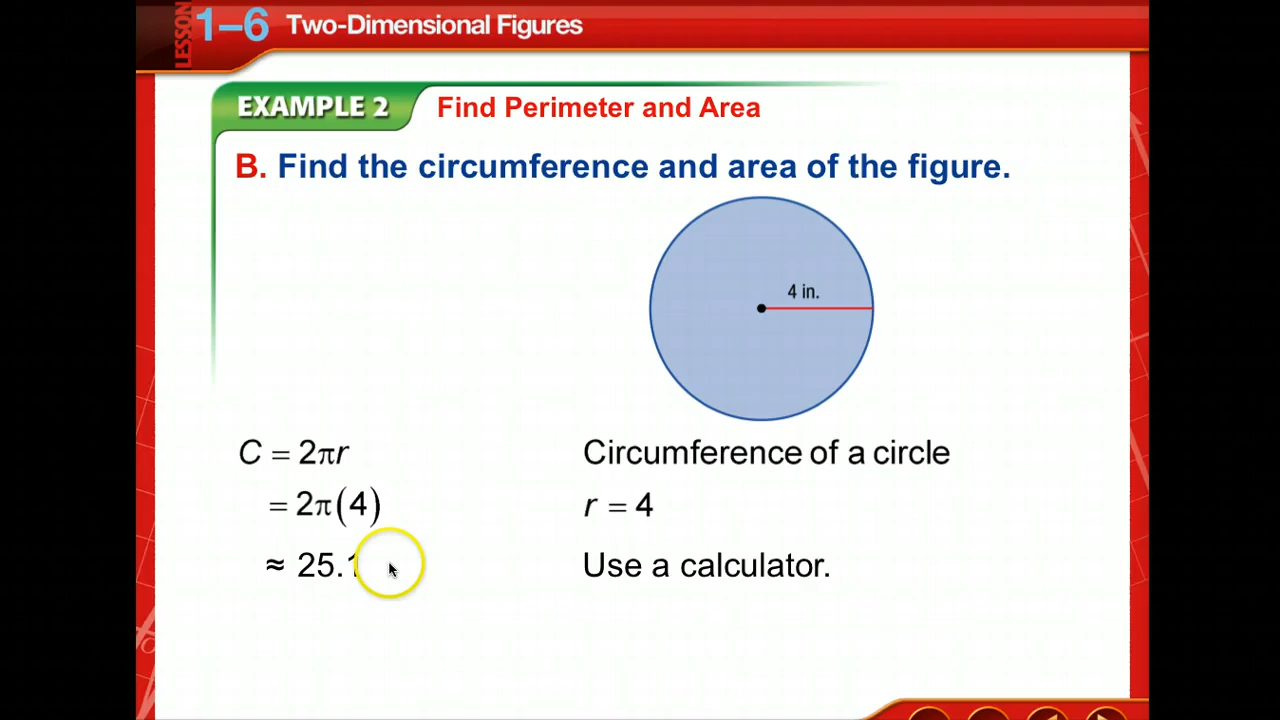 LESSON 1–6 Two-Dimensional Figures
EXAMPLE 2 Find Perimeter and Area
B. Find the circumference and area of the figure.
4 in.
C = 2πr Circumference of a circle
= 2π(4) r = 4
≈ 25.1 Use a calculator.